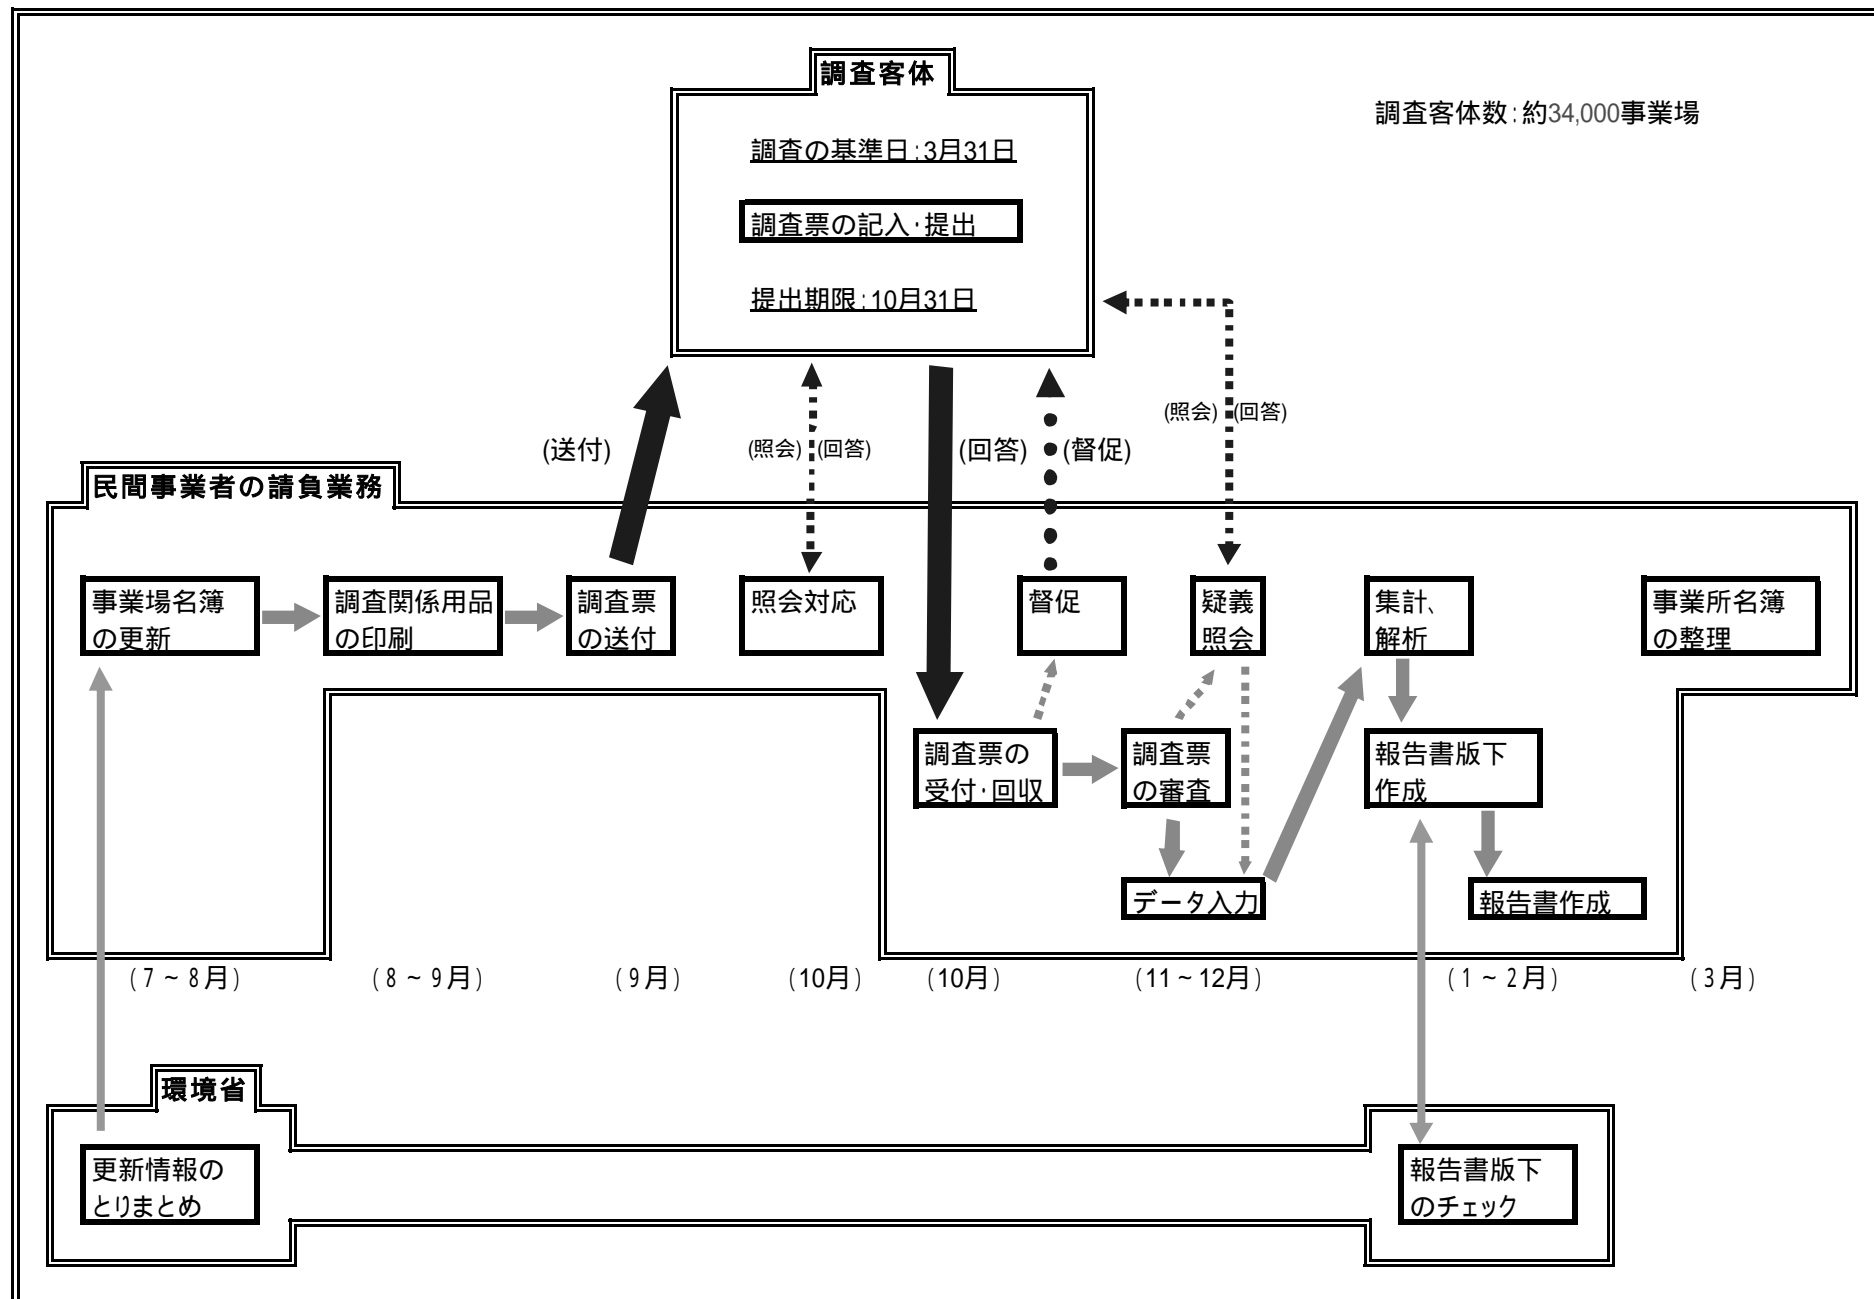 調査客体
調査客体数:約34,000事業場
調査の基準日:3月31日
調査票の記入・提出
提出期限:10月31日
(送付)
(照会)
(回答)
(回答)
(督促)
(照会)
(回答)
民間事業者の請負業務
事業場名簿
の更新
調査関係用品
の印刷
調査票
の送付
照会対応
督促
疑義
照会
集計、
解析
事業所名簿
の整理
調査票の
受付・回収
調査票
の審査
報告書版下
作成
データ入力
報告書作成
(7~8月)
(8~9月)
(9月)
(10月)
(10月)
(11~12月)
(1~2月)
(3月)
環境省
更新情報の
とりまとめ
報告書版下
のチェック